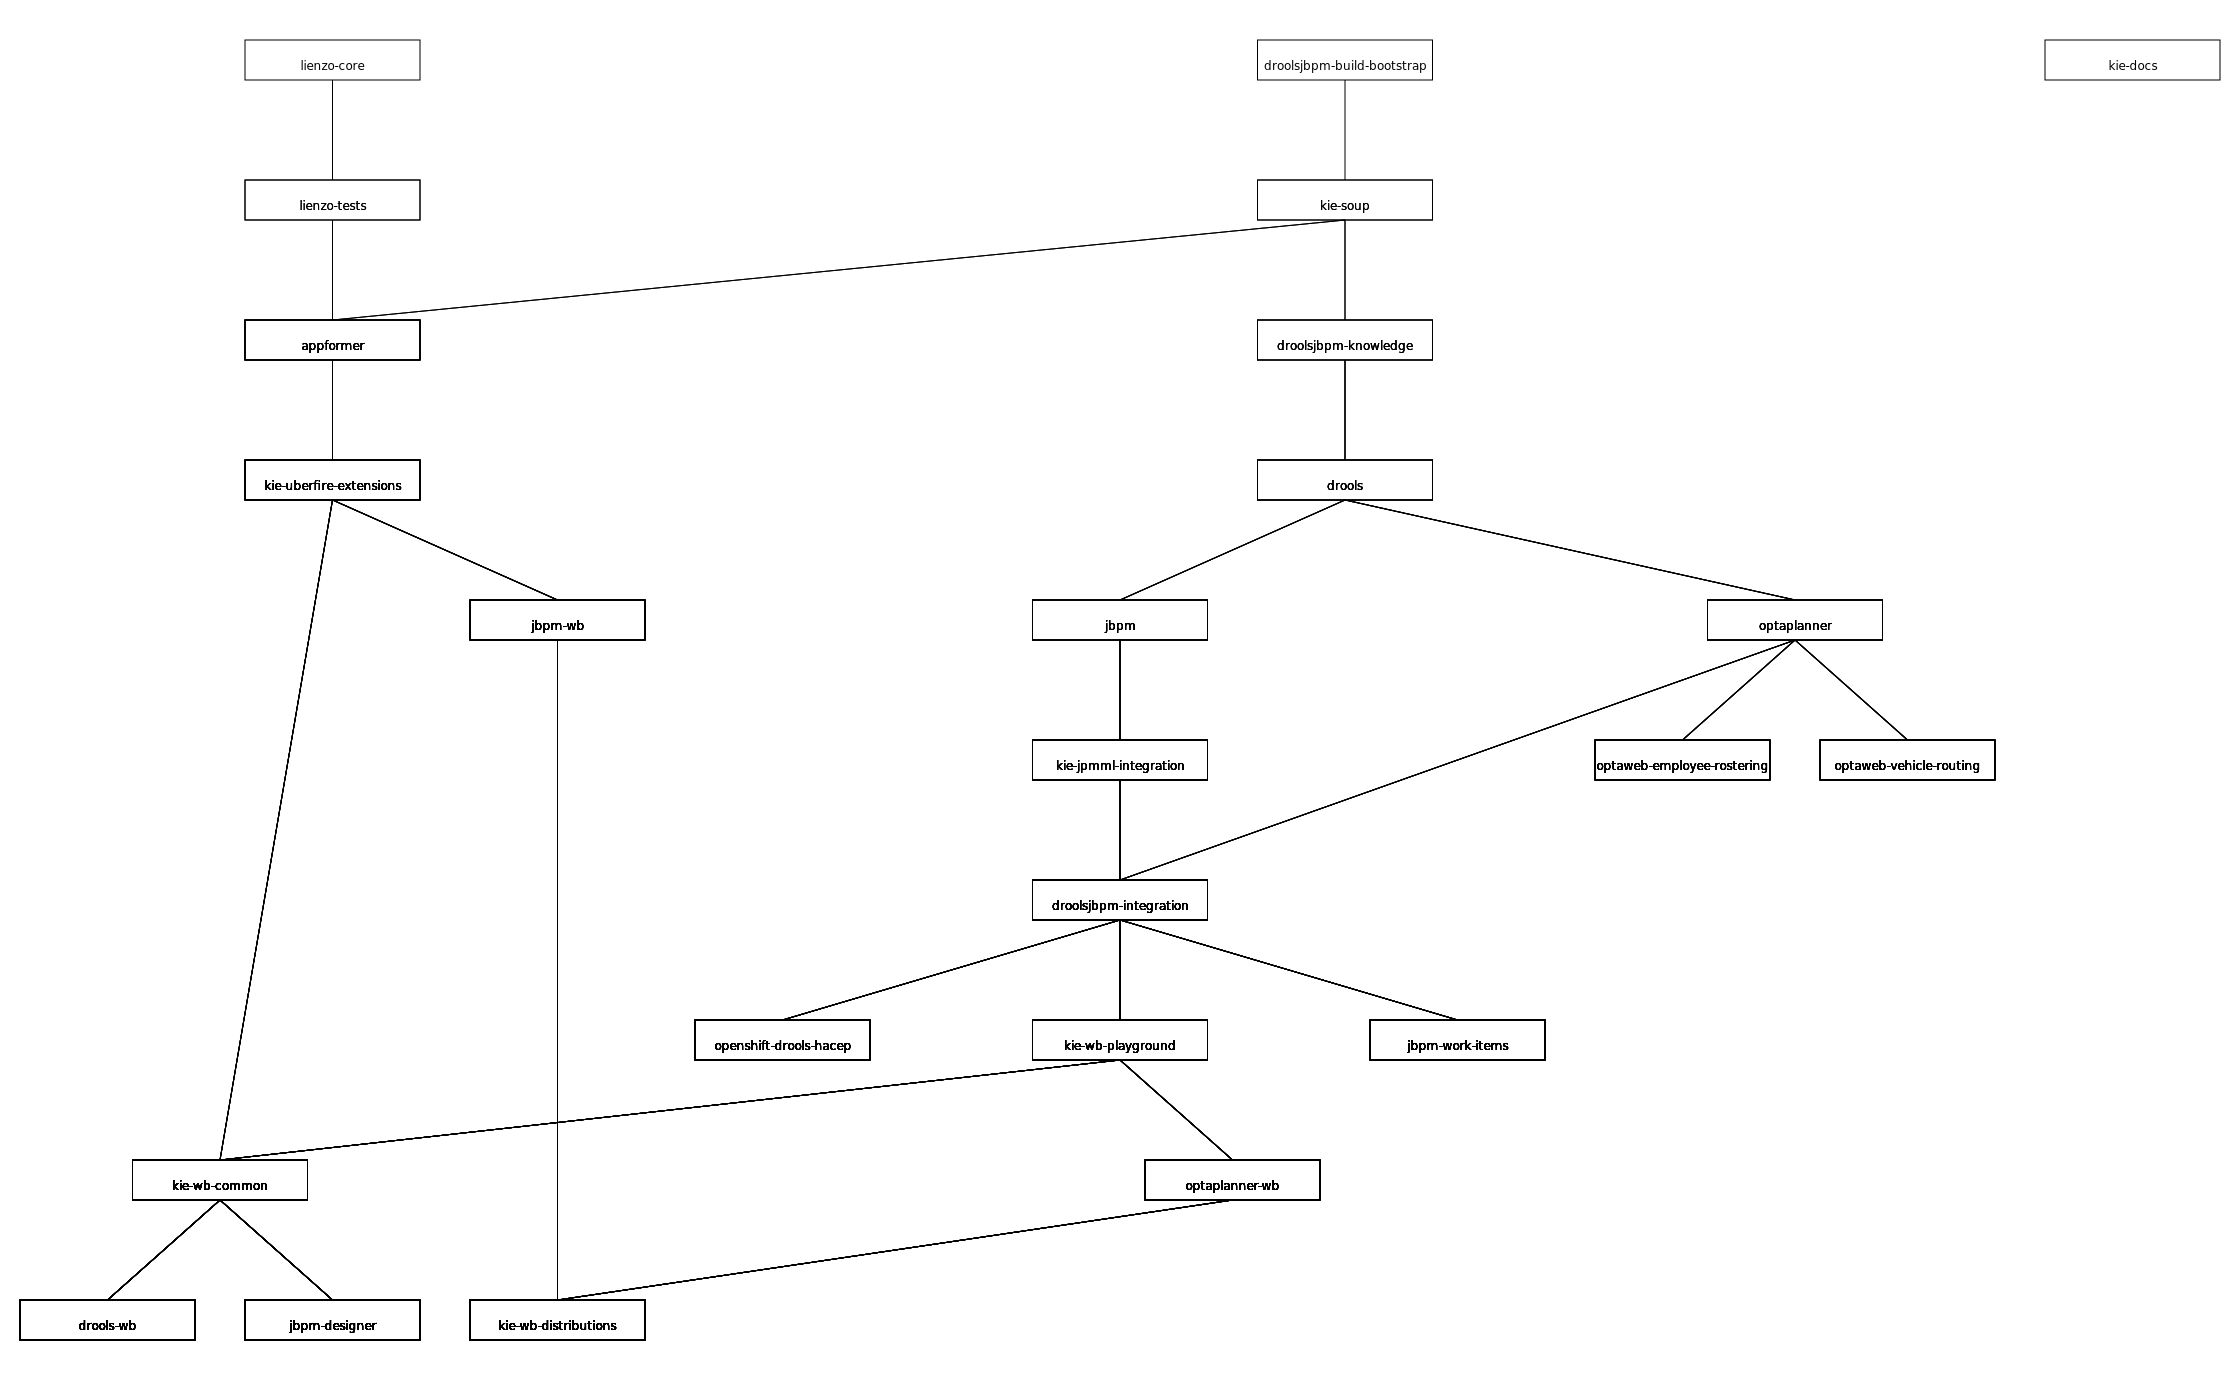 lienzo-core
droolsjbpm-build-bootstrap
kie-docs
lienzo-tests
kie-soup
appformer
droolsjbpm-knowledge
kie-uberfire-extensions
drools
jbpm-wb
jbpm
optaplanner
kie-jpmml-integration
optaweb-employee-rostering
optaweb-vehicle-routing
droolsjbpm-integration
openshift-drools-hacep
kie-wb-playground
jbpm-work-items
kie-wb-common
optaplanner-wb
drools-wb
jbpm-designer
kie-wb-distributions